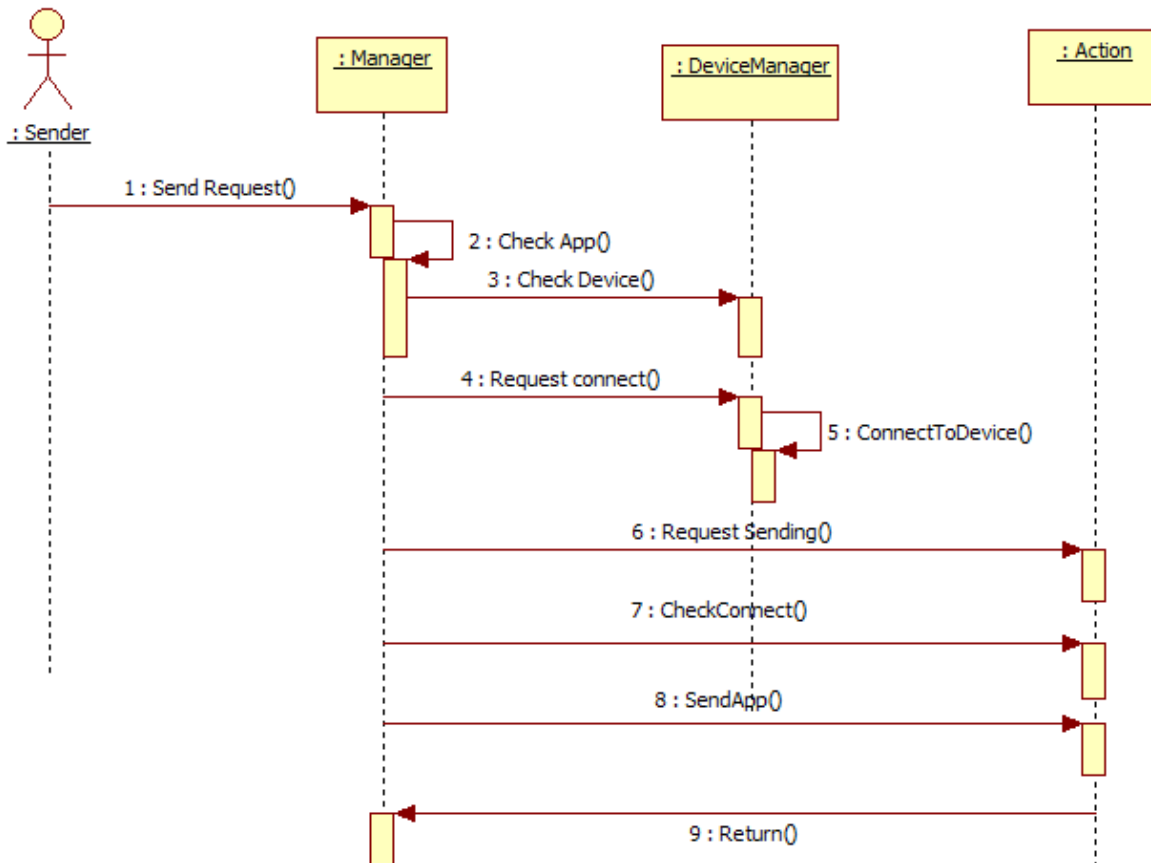 : Manager
: DeviceManager
: Action
: Sender
1 : Send Request()
2 : Check App()
3 : Check Device()
4 : Request connect()
5 : ConnectToDevice()
6 : Request Sending()
7 : CheckConnect()
8 : SendApp()
9 : Return()